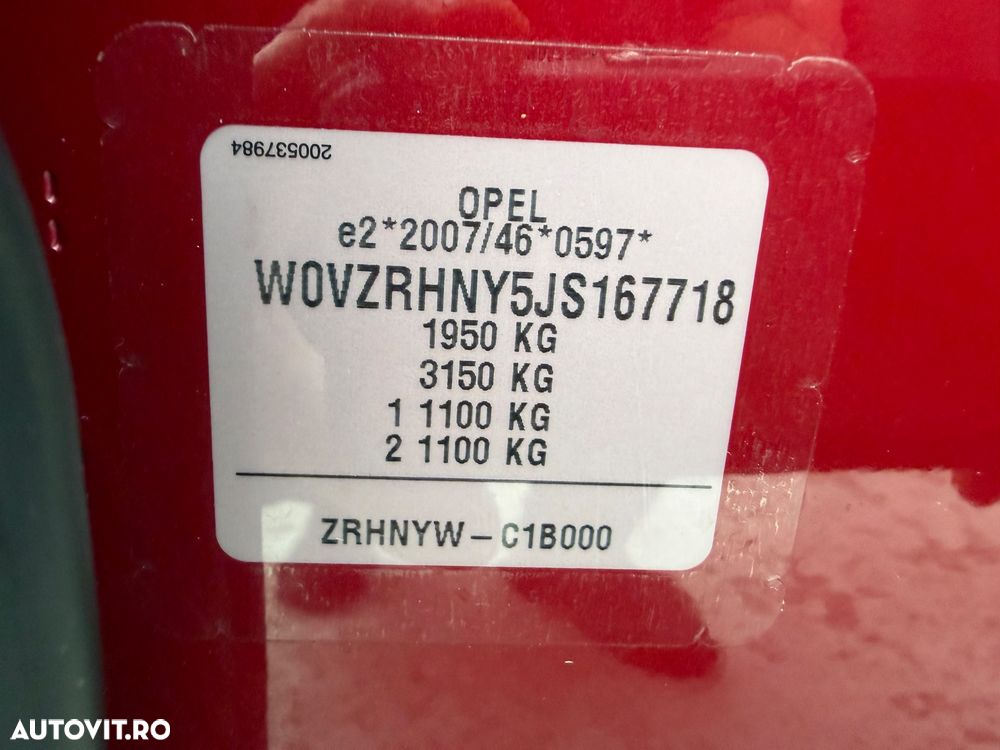 200537984
OPEL
e2*2007/46*0597*
W0VZRHNY5JS167718
1950 KG
3150 KG
1 1100 KG
2 1100 KG
ZRHNYW – C1B000
AUTOVIT.RO